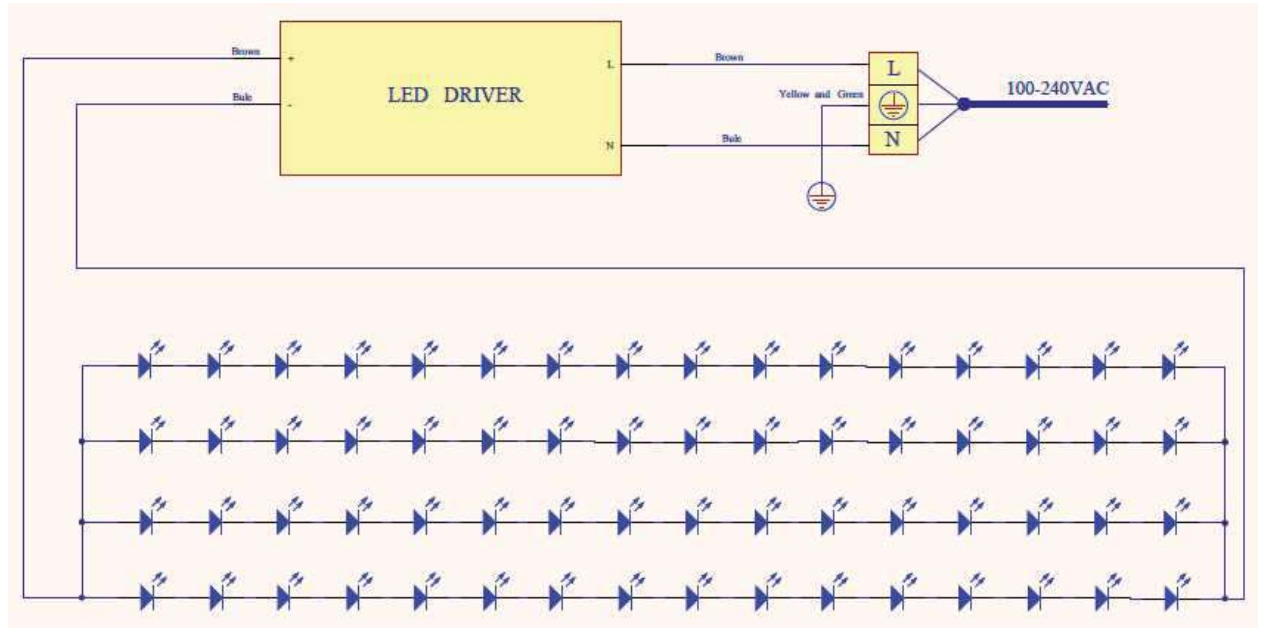 Brown
+
Bule
-
LED DRIVER
L
N
Brown
Yellow and Green
Bule
L
N
100-240VAC